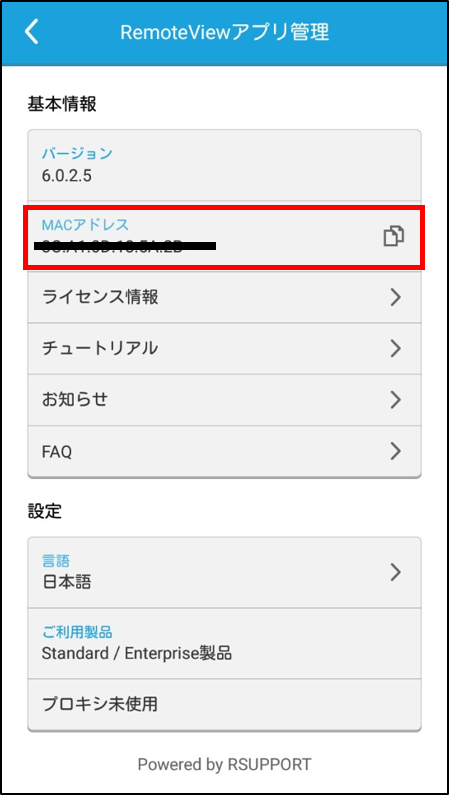 RemoteViewアプリ管理
基本情報
バージョン
6.0.2.5
MACアドレス
ライセンス情報
チュートリアル
お知らせ
FAQ
設定
言語
日本語
ご利用製品
Standard / Enterprise製品
プロキシ未使用
Powered by RSUPPORT